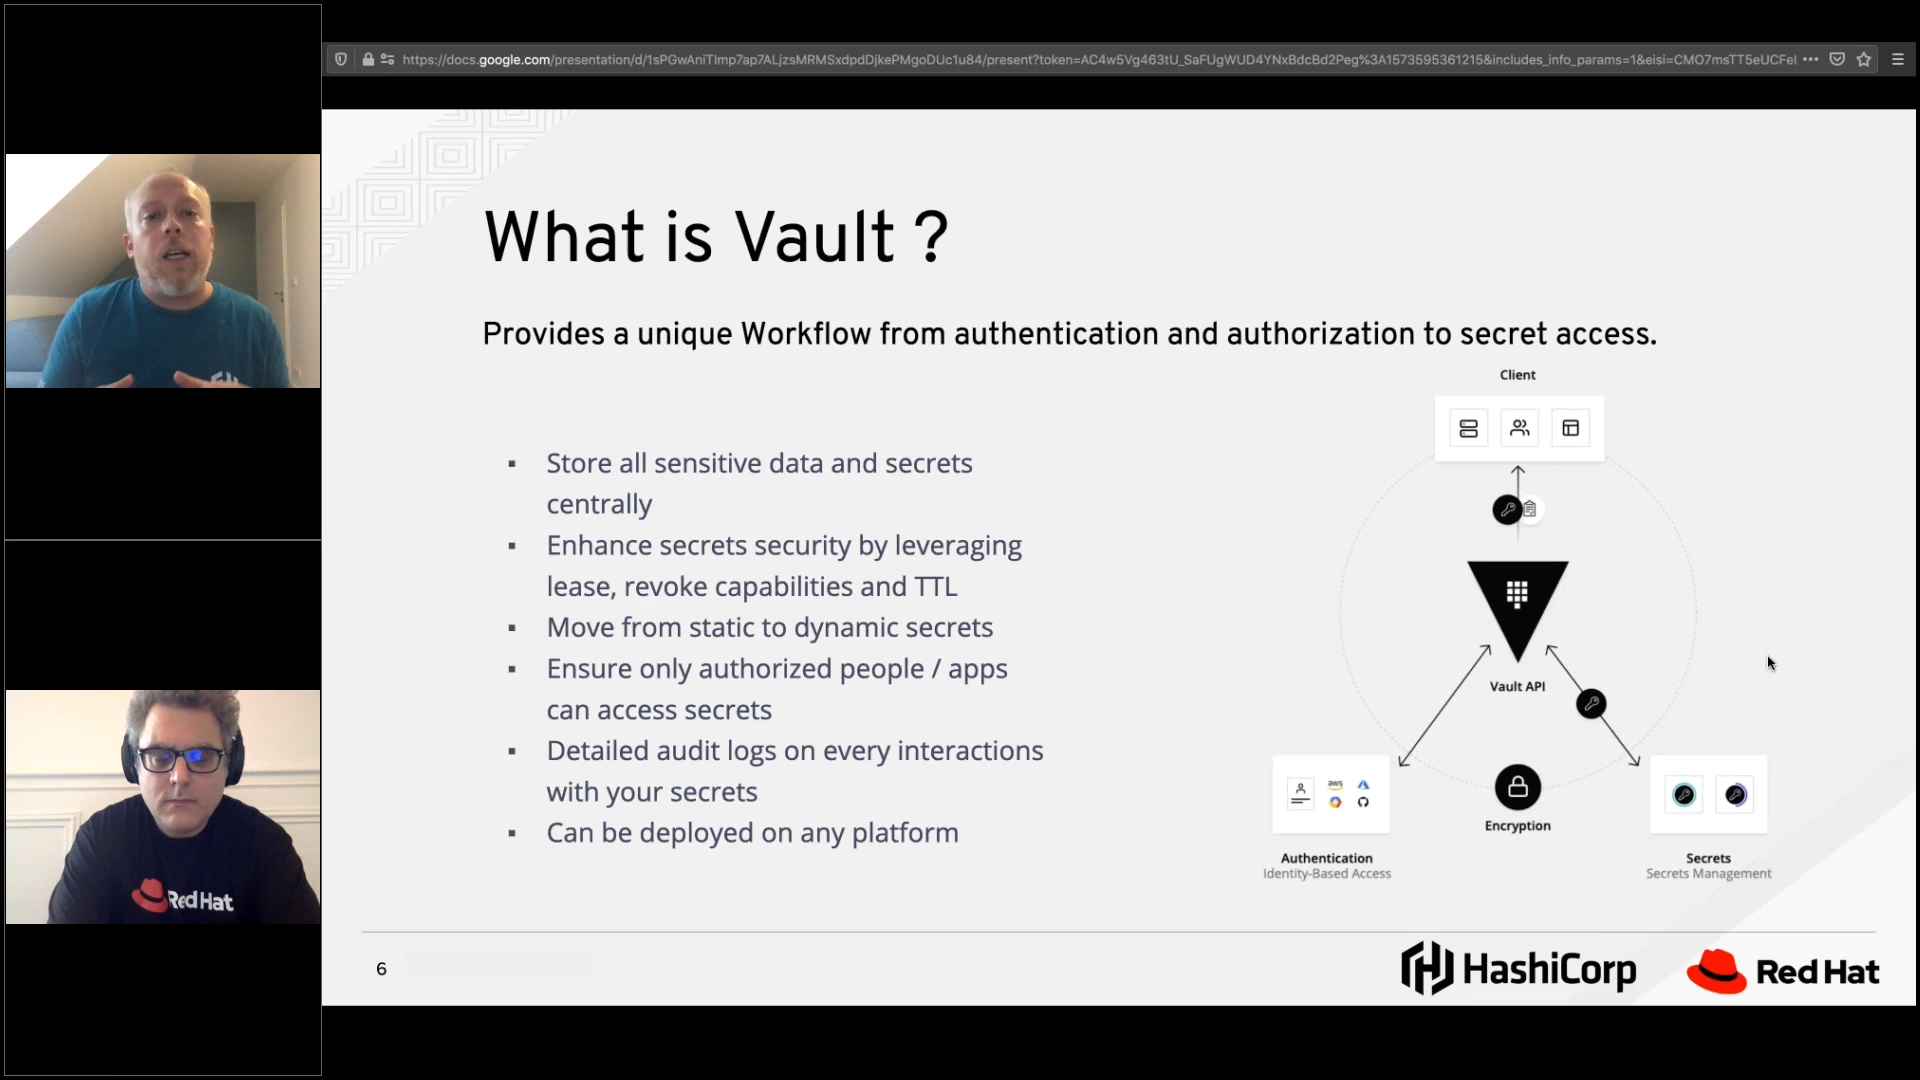 https://docs.google.com/presentation/d/1sPGwAniTImp7ap7ALjzsMRMSxdpdDjkePMgoDUc1u84/present?token=AC4w5Vg463tU_SaFUgWUD4YNxBdcBd2Peg%3A1573595361215&includes_info_params=1&eisi=CMO7msTT5eUCFeI
What is Vault ?
Provides a unique Workflow from authentication and authorization to secret access.
▪ Store all sensitive data and secrets
centrally
▪ Enhance secrets security by leveraging
lease, revoke capabilities and TTL
▪ Move from static to dynamic secrets
▪ Ensure only authorized people / apps
can access secrets
▪ Detailed audit logs on every interactions
with your secrets
▪ Can be deployed on any platform
Client
Vault API
aws
Encryption
Authentication
Identity-Based Access
Secrets
Secrets Management
6
HashiCorp
Red Hat
Red Hat